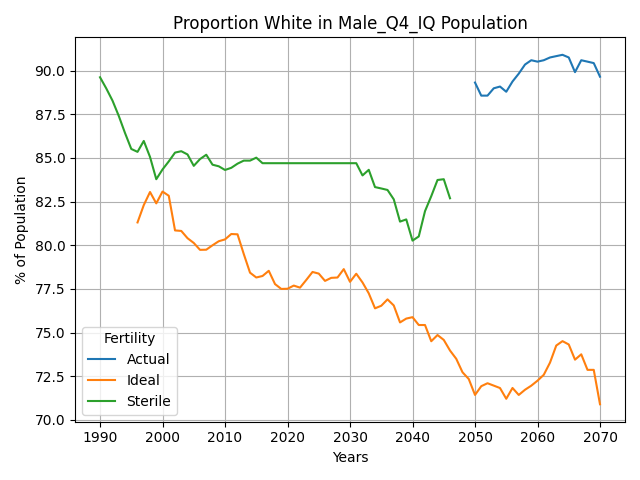 Proportion White in Male_Q4_IQ Population
% of Population
90.0
87.5
85.0
82.5
80.0
77.5
75.0
72.5
70.0
Fertility
Actual
Ideal
Sterile
1990 2000 2010 2020 2030 2040 2050 2060 2070
Years